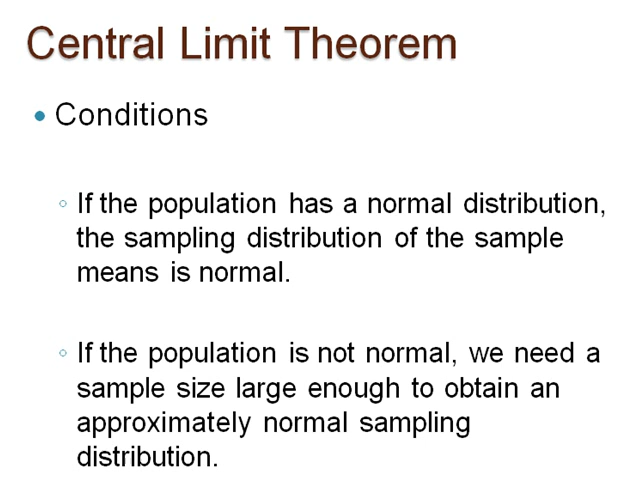 Central Limit Theorem
Conditions
If the population has a normal distribution,
the sampling distribution of the sample
means is normal.
If the population is not normal, we need a
sample size large enough to obtain an
approximately normal sampling
distribution.